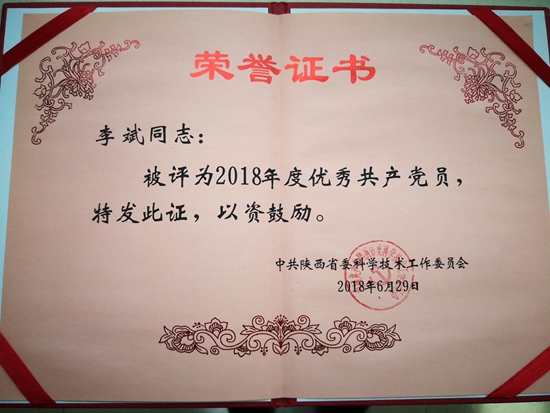 荣誉证书
李斌同志：
被评为2018年度优秀共产党员，
特发此证，以资鼓励。
中共陕西省委科学技术工作委员会
2018年6月29日